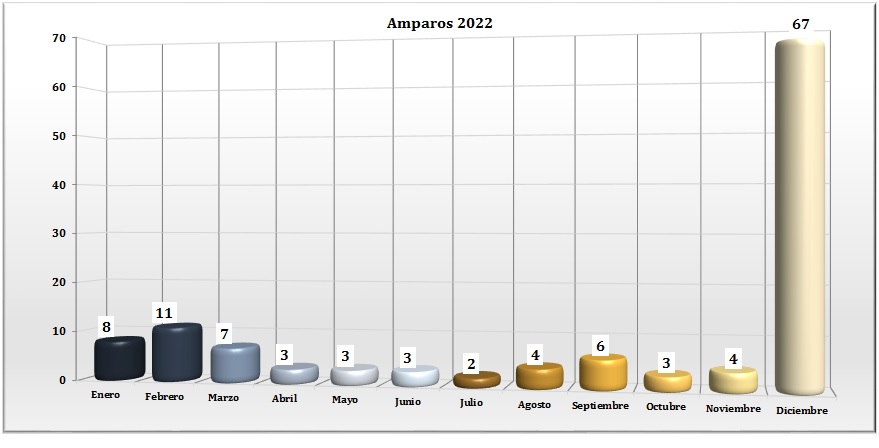 Amparos 2022
70
60
50
40
30
20
10
0
8
11
7
3
3
3
2
4
6
3
4
67
Enero
Febrero
Marzo
Abril
Mayo
Junio
Julio
Agosto
Septiembre
Octubre
Noviembre
Diciembre